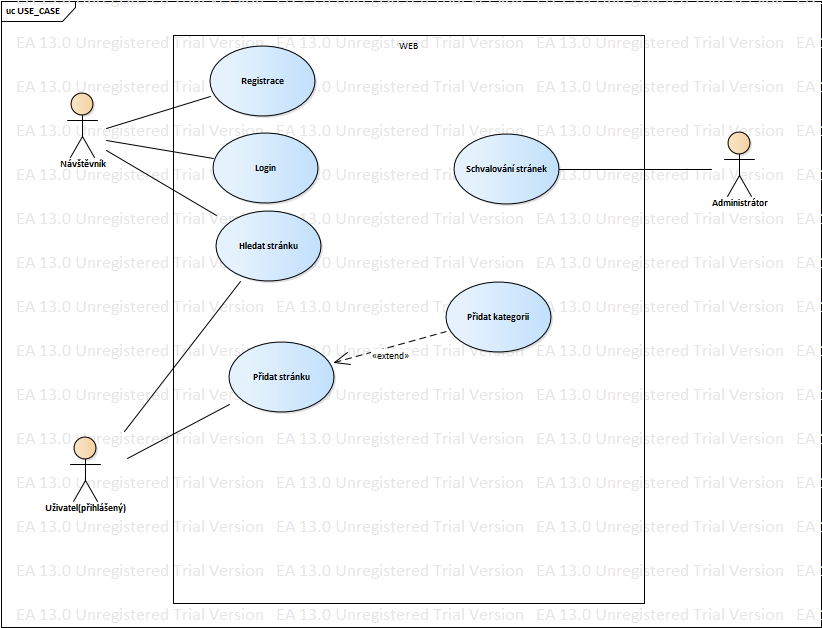 uc USE_CASE
EA 13.0 Unregistered Trial Version EA 13.0 Unregistered Trial Version EA 13.0 Unregistered Trial Version EA
WEB
Registrace
Návštěvník
Login
Schvalování stránek
Administrátor
Hledat stránku
Přidat kategorii
«extend»
Přidat stránku
Uživatel(přihlášený)